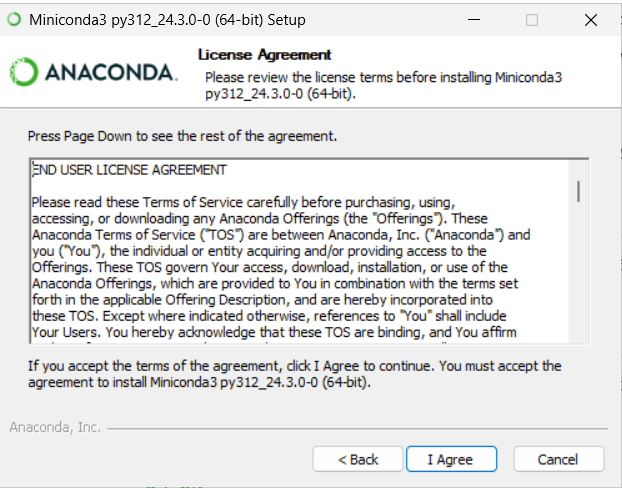 Miniconda3 py312_24.3.0-0 (64-bit) Setup
ANACONDA.
License Agreement
Please review the license terms before installing Miniconda3
py312_24.3.0-0 (64-bit).
Press Page Down to see the rest of the agreement.
END USER LICENSE AGREEMENT
Please read these Terms of Service carefully before purchasing, using,
accessing, or downloading any Anaconda Offerings (the "Offerings"). These
Anaconda Terms of Service ("TOS") are between Anaconda, Inc. ("Anaconda") and
you ("You"), the individual or entity acquiring and/or providing access to the
Offerings. These TOS govern Your access, download, installation, or use of the
Anaconda Offerings, which are provided to You in combination with the terms set
forth in the applicable Offering Description, and are hereby incorporated into
these TOS. Except where indicated otherwise, references to "You" shall include
Your Users. You hereby acknowledge that these TOS are binding, and You affirm
If you accept the terms of the agreement, click I Agree to continue. You must accept the
agreement to install Miniconda3 py312_24.3.0-0 (64-bit).
Anaconda, Inc.
< Back
I Agree
Cancel